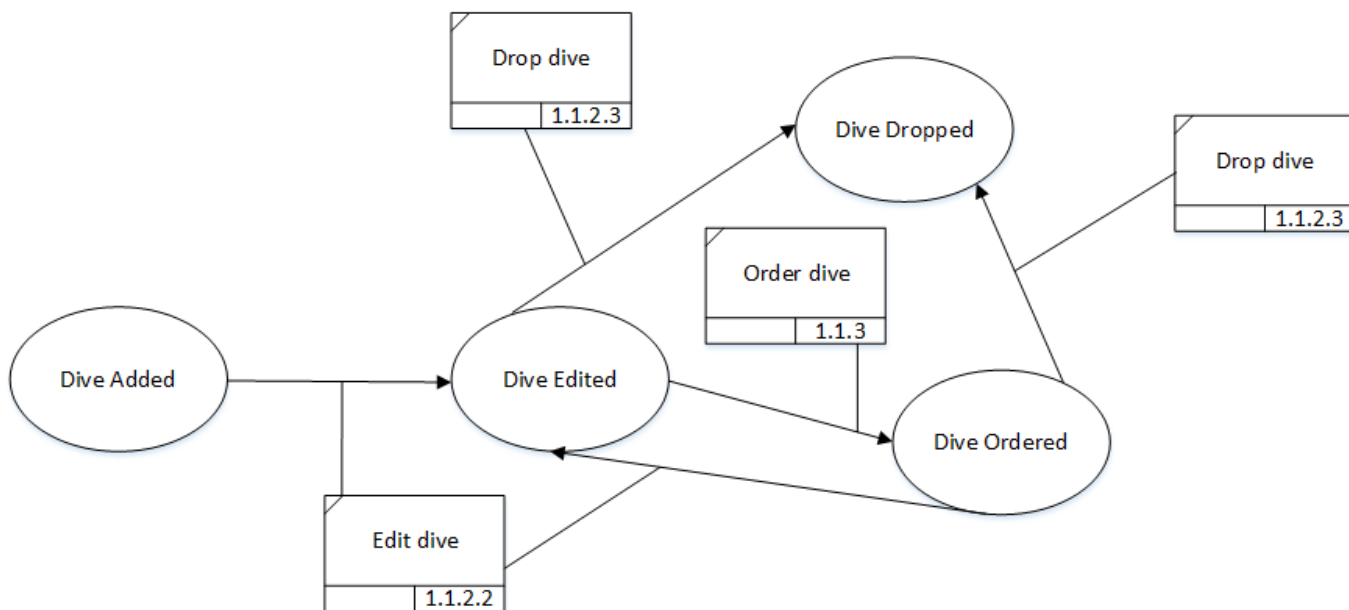 Drop dive
1.1.2.3
Dive Dropped
Drop dive
1.1.2.3
Order dive
1.1.3
Dive Added
Dive Edited
Dive Ordered
Edit dive
1.1.2.2